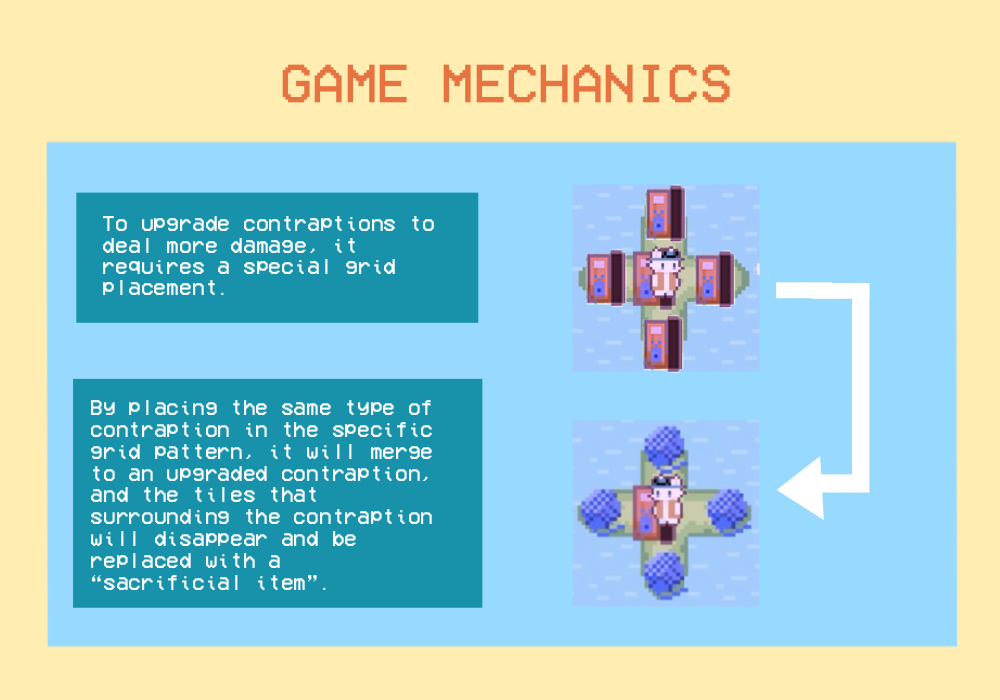 GAME MECHANICS
To upgrade contraptions to
deal more damage, it
requires a special grid
placement.
By placing the same type of
contraption in the specific
grid pattern, it will merge
to an upgraded contraption,
and the tiles that
surrounding the contraption
will disappear and be
replaced with a
“sacrificial item”.